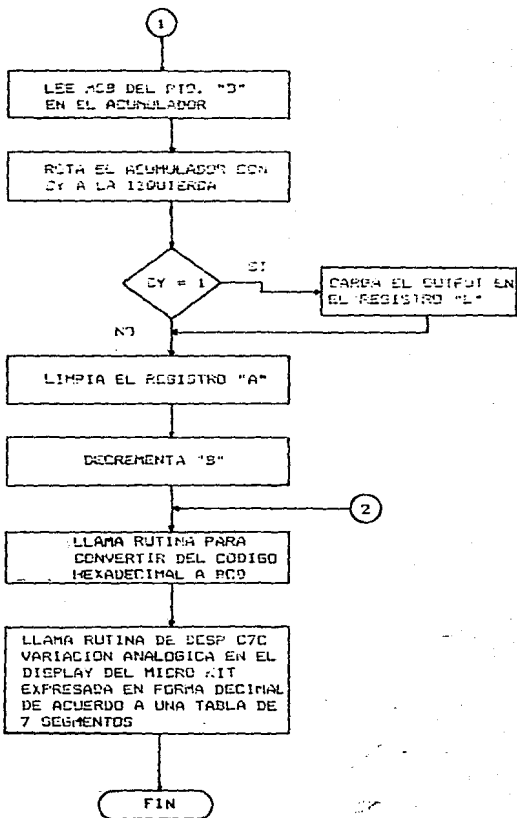 1
LEE MSB DEL PTO. "B"
EN EL ACUMULADOR
ROTA EL ACUMULADOR CON
CY A LA IZQUIERDA
CY = 1
SI
CARGA EL OUTPUT EN
EL REGISTRO "L"
NO
LIMPIA EL REGISTRO "A"
DECREMENTA "B"
2
LLAMA RUTINA PARA
CONVERTIR DEL CODIGO
HEXADECIMAL A BCD
LLAMA RUTINA DE DESP
VARIACION ANALOGICA EN EL
DISPLAY DEL MICRO KIT
EXPRESADA EN FORMA DECIMAL
DE ACUERDO A UNA TABLA DE
7 SEGMENTOS
FIN